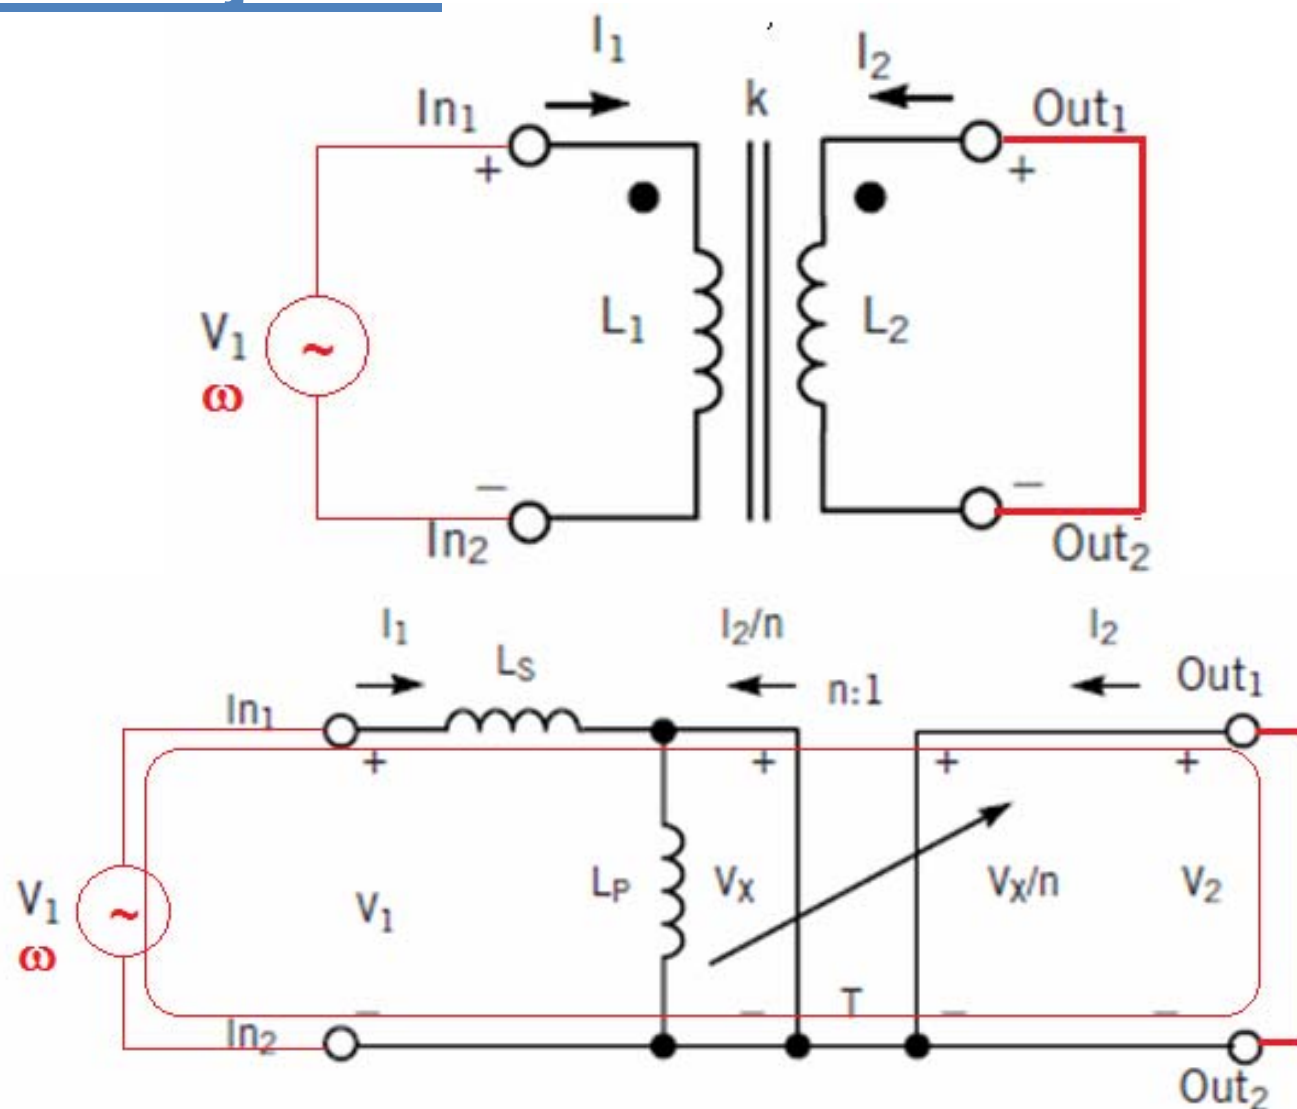 I₁
I₂
In₁
k
Out₁
+
+
V₁
~
ω
L₁
L₂
−
−
In₂
Out₂
I₁
I₂/n
I₂
Lₛ
n:1
Out₁
In₁
+
+
+
+
V₁
~
ω
V₁
Lₚ
Vₓ
Vₓ/n
V₂
−
−
T
−
−
In₂
Out₂